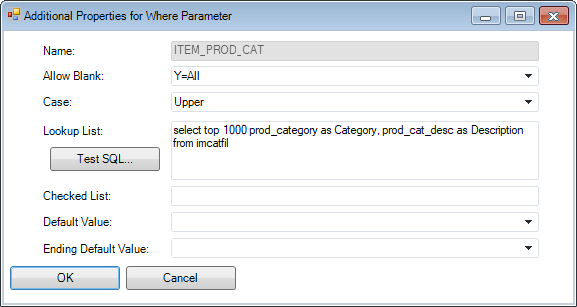 Additional Properties for Where Parameter
Name: ITEM_PROD_CAT
Allow Blank: Y=All
Case: Upper
Lookup List: select top 1000 prod_category as Category, prod_cat_desc as Description
from imcatfil
Test SQL...
Checked List:
Default Value:
Ending Default Value:
OK Cancel